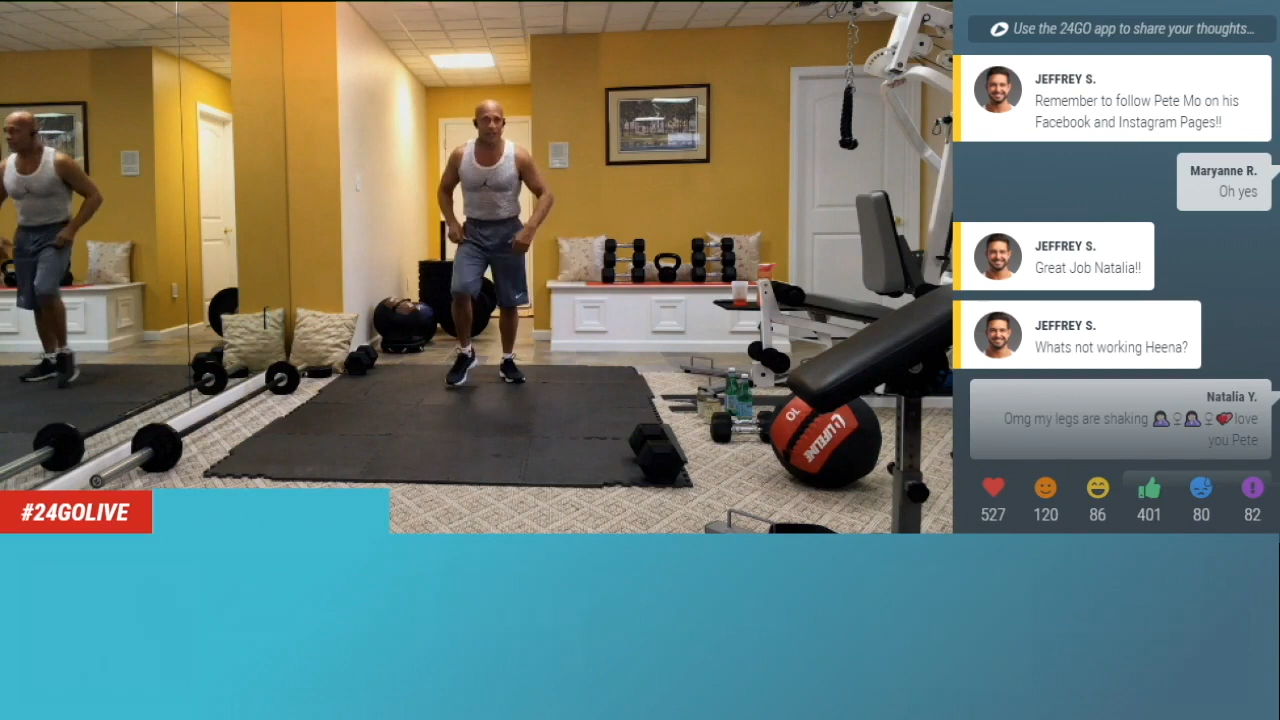 Use the 24GO app to share your thoughts...
JEFFREY S.
Remember to follow Pete Mo on his
Facebook and Instagram Pages!!
Maryanne R.
Oh yes
JEFFREY S.
Great Job Natalia!!
JEFFREY S.
Whats not working Heena?
Natalia Y.
Omg my legs are shaking 🤦🏻‍♀️🤦🏻‍♀️💓love
you Pete
527 120 86 401 80 82
#24GOLIVE
LIFELINE
10